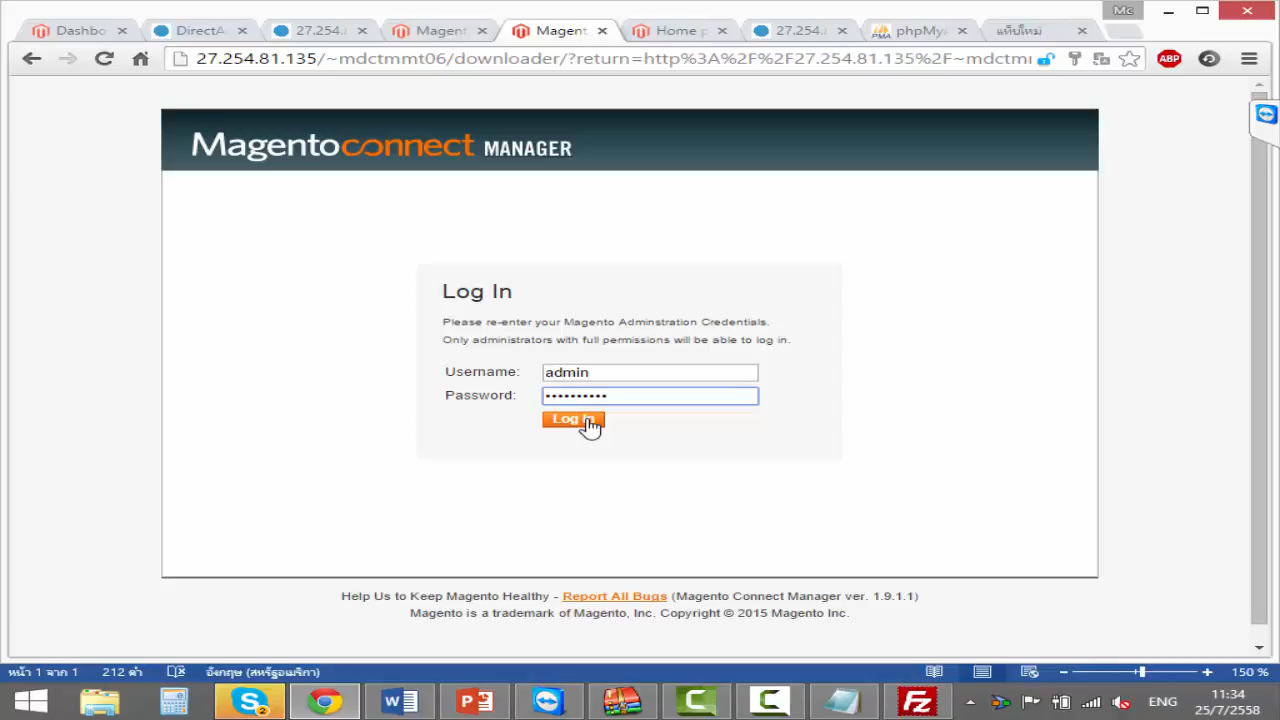 Mc
Dashbo
DirectA
27.254.
Magent
Magent
Home p
27.254.
phpMyA
แท็บใหม่
27.254.81.135/~mdctmmt06/downloader/?return=http%3A%2F%2F27.254.81.135%2F~mdctmm
ABP
Magentoconnect MANAGER
Log In
Please re-enter your Magento Adminstration Credentials.
Only administrators with full permissions will be able to log in.
Username: admin
Password: ••••••••••
Log In
Help Us to Keep Magento Healthy - Report All Bugs (Magento Connect Manager ver. 1.9.1.1)
Magento is a trademark of Magento, Inc. Copyright © 2015 Magento Inc.
หน้า 1 จาก 1 212 คำ อังกฤษ (สหรัฐอเมริกา) 150 %
ENG
11:34
25/7/2558